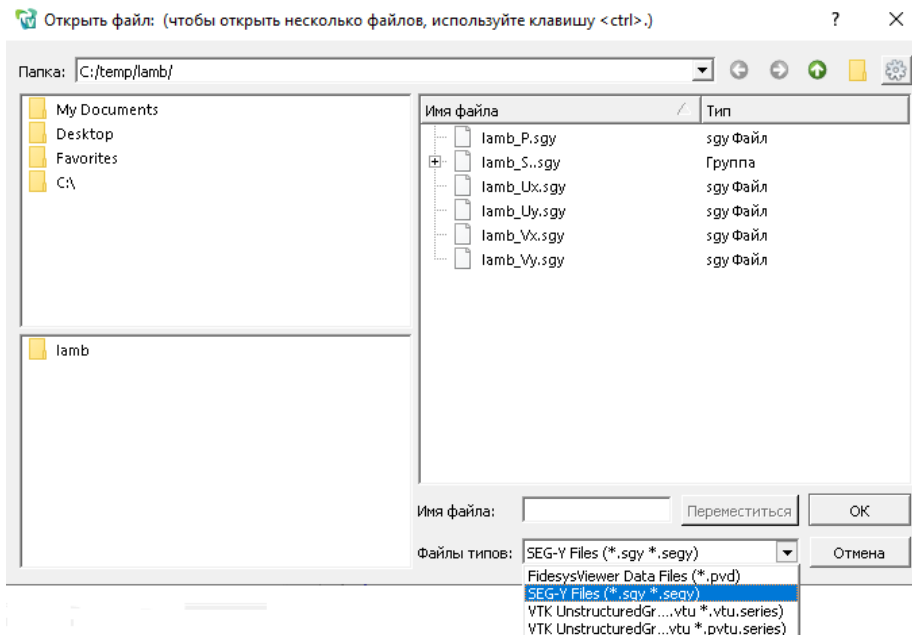 Открыть файл: (чтобы открыть несколько файлов, используйте клавишу <ctrl>.)
?
Папка: C:/temp/lamb/
My Documents
Desktop
Favorites
C:\
Имя файла Тип
lamb_P.sgy sgy Файл
lamb_S..sgy Группа
lamb_Ux.sgy sgy Файл
lamb_Uy.sgy sgy Файл
lamb_Vx.sgy sgy Файл
lamb_Vy.sgy sgy Файл
lamb
Имя файла: Переместиться OK
Файлы типов: SEG-Y Files (*.sgy *.segy) Отмена
FidesysViewer Data Files (*.pvd)
SEG-Y Files (*.sgy *.segy)
VTK UnstructuredGr....vtu *.vtu.series)
VTK UnstructuredGr...vtu *.pvtu.series)